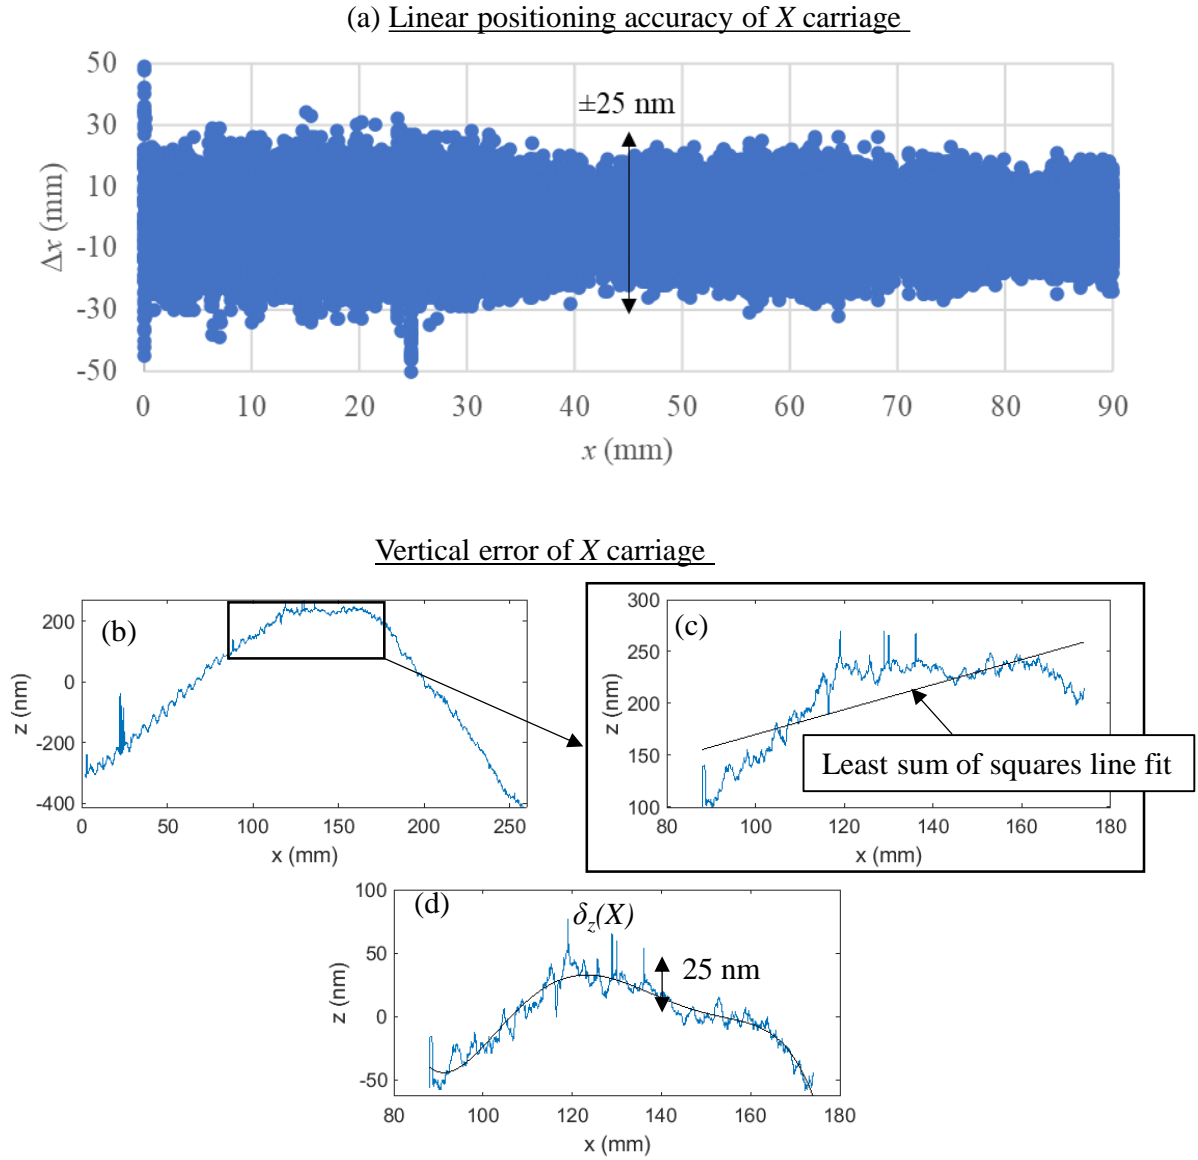 (a) Linear positioning accuracy of X carriage
50
30
10
-10
-30
-50
Δx (mm)
±25 nm
0 10 20 30 40 50 60 70 80 90
x (mm)
Vertical error of X carriage
(b)
200
0
-200
-400
z (nm)
0 50 100 150 200 250
x (mm)
(c)
300
250
200
150
100
z (nm)
Least sum of squares line fit
80 100 120 140 160 180
x (mm)
(d)
100
50
0
-50
z (nm)
δz(X)
25 nm
80 100 120 140 160 180
x (mm)